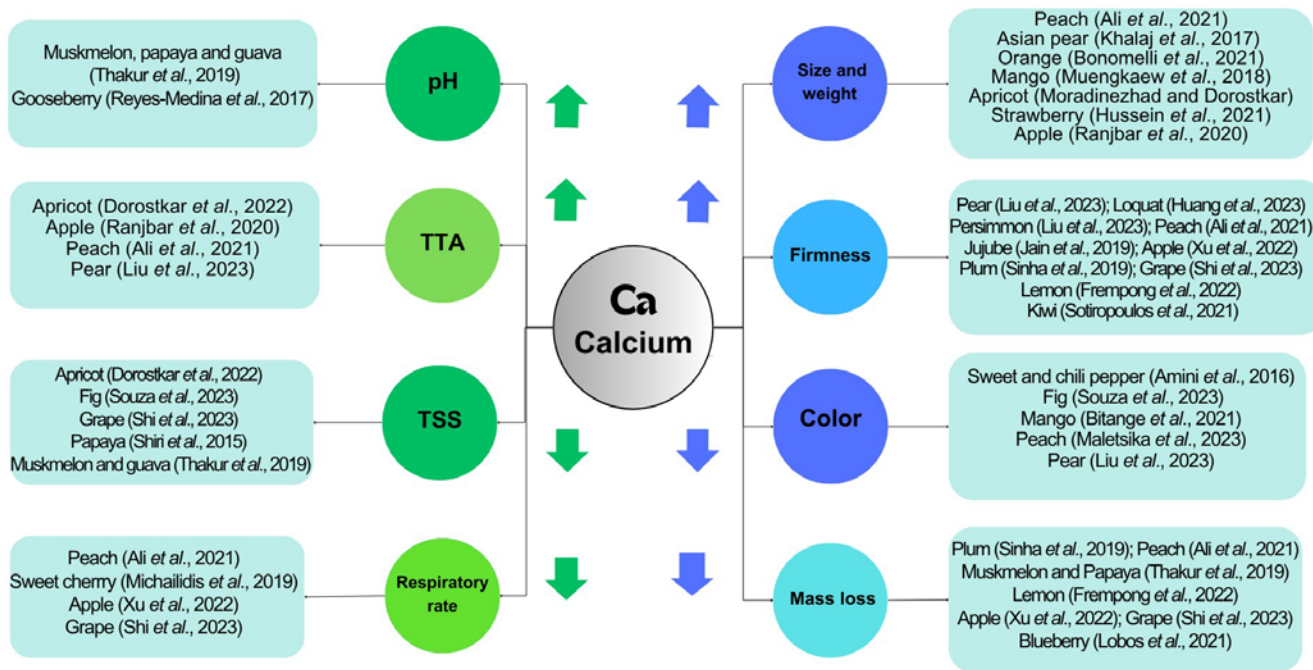 Muskmelon, papaya and guava
(Thakur et al., 2019)
Gooseberry (Reyes-Medina et al., 2017)
pH
Apricot (Dorostkar et al., 2022)
Apple (Ranjbar et al., 2020)
Peach (Ali et al., 2021)
Pear (Liu et al., 2023)
TTA
Apricot (Dorostkar et al., 2022)
Fig (Souza et al., 2023)
Grape (Shi et al., 2023)
Papaya (Shiri et al., 2015)
Muskmelon and guava (Thakur et al., 2019)
TSS
Peach (Ali et al., 2021)
Sweet cherrry (Michailidis et al., 2019)
Apple (Xu et al., 2022)
Grape (Shi et al., 2023)
Respiratory
rate
Ca
Calcium
Size and
weight
Peach (Ali et al., 2021)
Asian pear (Khalaj et al., 2017)
Orange (Bonomelli et al., 2021)
Mango (Muengkaew et al., 2018)
Apricot (Moradinezhad and Dorostkar)
Strawberry (Hussein et al., 2021)
Apple (Ranjbar et al., 2020)
Firmness
Pear (Liu et al., 2023); Loquat (Huang et al., 2023)
Persimmon (Liu et al., 2023); Peach (Ali et al., 2021)
Jujube (Jain et al., 2019); Apple (Xu et al., 2022)
Plum (Sinha et al., 2019); Grape (Shi et al., 2023)
Lemon (Frempong et al., 2022)
Kiwi (Sotiropoulos et al., 2021)
Color
Sweet and chili pepper (Amini et al., 2016)
Fig (Souza et al., 2023)
Mango (Bitange et al., 2021)
Peach (Maletsika et al., 2023)
Pear (Liu et al., 2023)
Mass loss
Plum (Sinha et al., 2019); Peach (Ali et al., 2021)
Muskmelon and Papaya (Thakur et al., 2019)
Lemon (Frempong et al., 2022)
Apple (Xu et al., 2022); Grape (Shi et al., 2023)
Blueberry (Lobos et al., 2021)